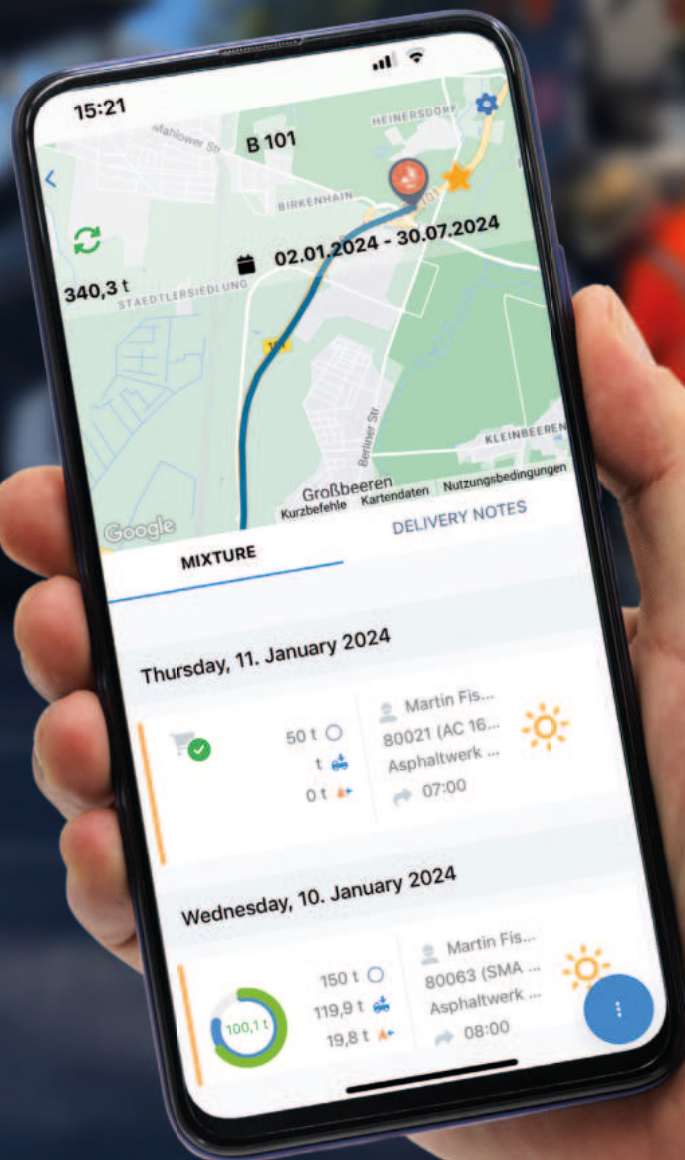 15:21
Mahlower Str
B 101
HEINERSDORF
BIRKENHAIN
101
02.01.2024 - 30.07.2024
340,3 t
STAEDTLERSIEDLUNG
101
Berliner Str
KLEINBEEREN
Großbeeren
Google
Kurzbefehle Kartendaten Nutzungsbedingungen
MIXTURE
DELIVERY NOTES
Thursday, 11. January 2024
50 t
t
0 t
Martin Fis...
80021 (AC 16...
Asphaltwerk ...
07:00
Wednesday, 10. January 2024
100,1 t
150 t
119,9 t
19,8 t
Martin Fis...
80063 (SMA ...
Asphaltwerk ...
08:00